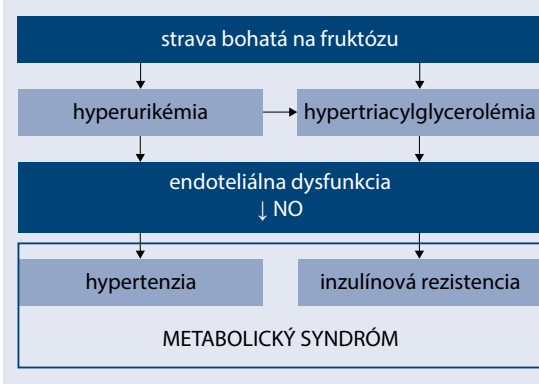 strava bohatá na fruktózu
hyperurikémia
hypertriacylglycerolémia
endoteliálna dysfunkcia
↓ NO
hypertenzia
inzulínová rezistencia
METABOLICKÝ SYNDRÓM